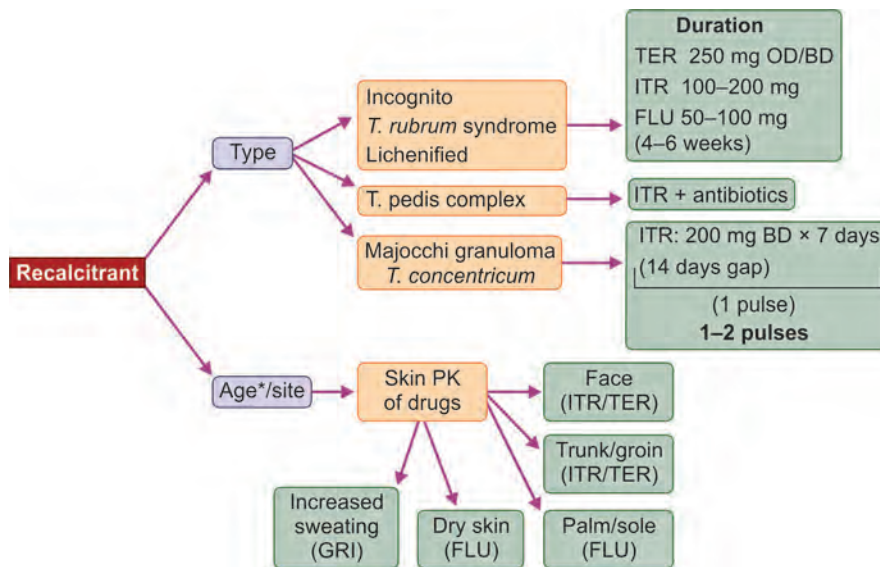 Recalcitrant
Type
Incognito
T. rubrum syndrome
Lichenified
Duration
TER 250 mg OD/BD
ITR 100–200 mg
FLU 50–100 mg
(4–6 weeks)
T. pedis complex
ITR + antibiotics
Majocchi granuloma
T. concentricum
ITR: 200 mg BD × 7 days
(14 days gap)
(1 pulse)
1–2 pulses
Age*/site
Skin PK
of drugs
Face
(ITR/TER)
Trunk/groin
(ITR/TER)
Palm/sole
(FLU)
Dry skin
(FLU)
Increased
sweating
(GRI)